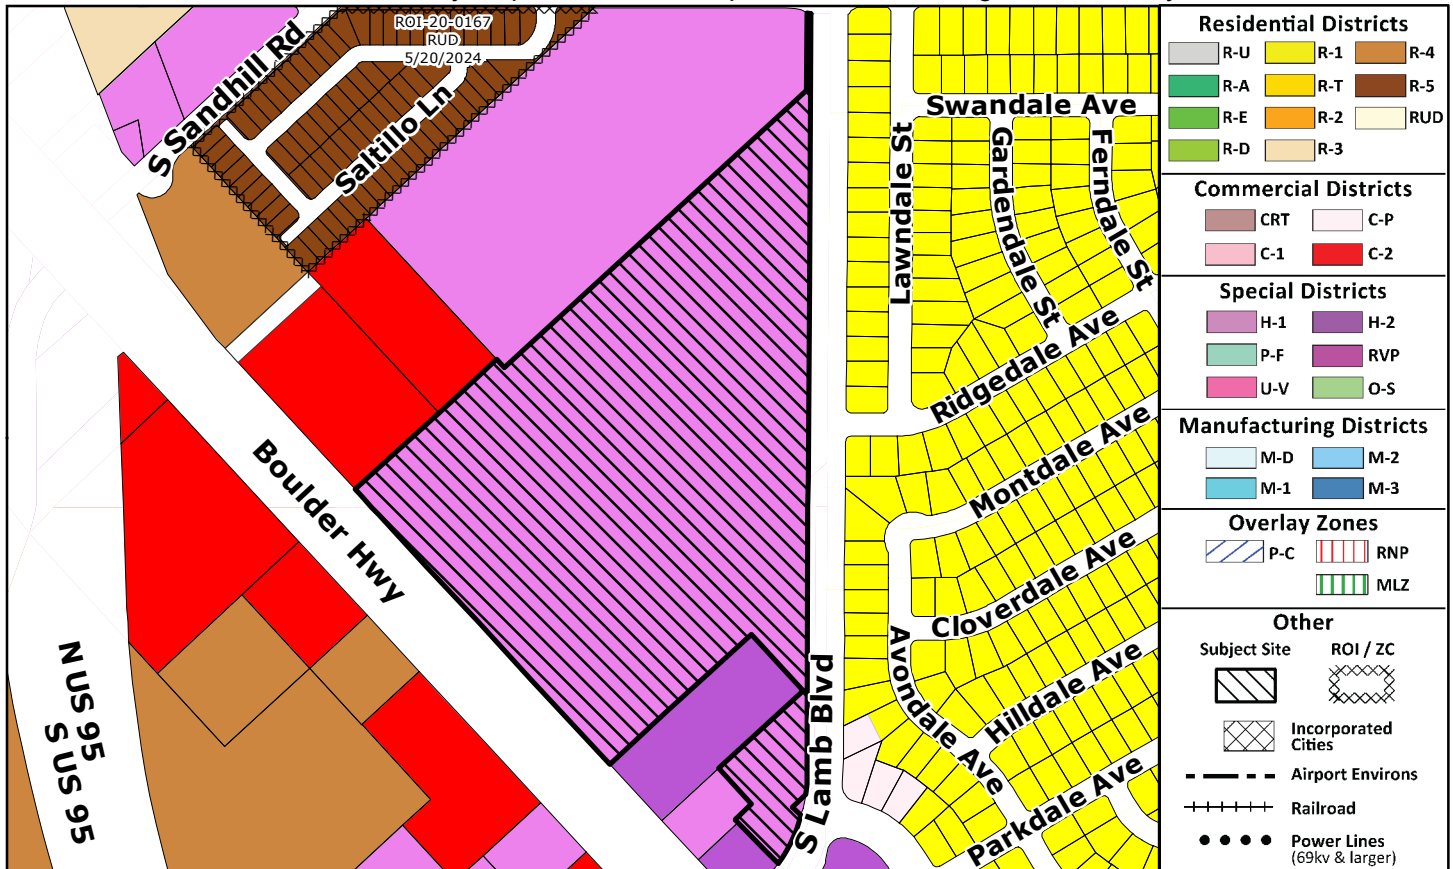 ROI-20-0167
RUD
5/20/2024
S Sandhill Rd
Saltillo Ln
Swandale Ave
Lawndale St
Gardendale St
Ferndale St
Ridgedale Ave
Montdale Ave
Boulder Hwy
Cloverdale Ave
Avondale Ave
Hilldale Ave
N US 95
S US 95
S Lamb Blvd
Parkdale Ave
Residential Districts
R-U R-1 R-4
R-A R-T R-5
R-E R-2 RUD
R-D R-3
Commercial Districts
CRT C-P
C-1 C-2
Special Districts
H-1 H-2
P-F RVP
U-V O-S
Manufacturing Districts
M-D M-2
M-1 M-3
Overlay Zones
P-C RNP
MLZ
Other
Subject Site ROI / ZC
Incorporated
Cities
Airport Environs
Railroad
Power Lines
(69kv & larger)